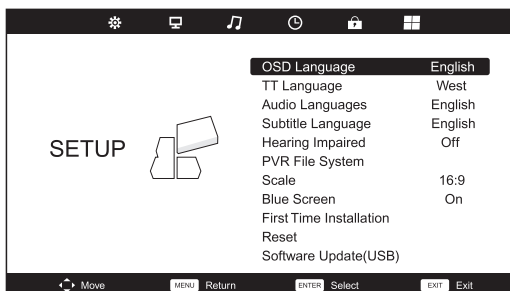 SETUP
OSD Language English
TT Language West
Audio Languages English
Subtitle Language English
Hearing Impaired Off
PVR File System
Scale 16:9
Blue Screen On
First Time Installation
Reset
Software Update(USB)
Move MENU Return ENTER Select EXIT Exit